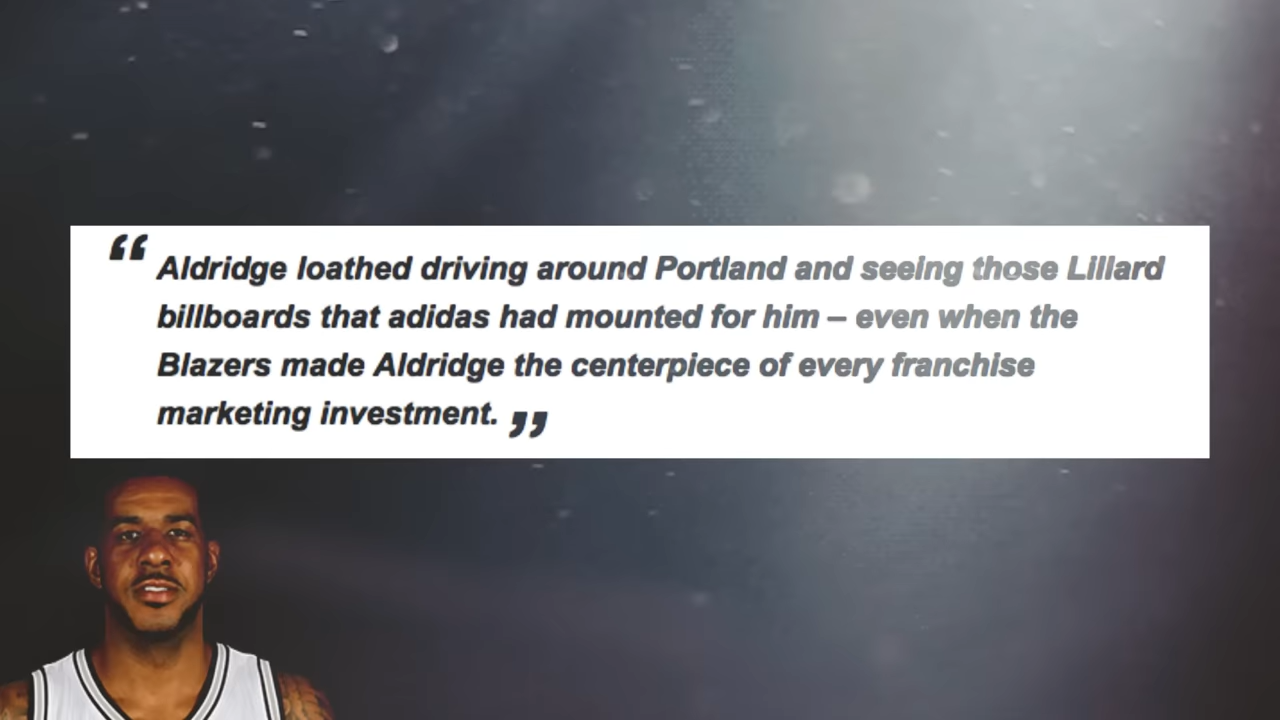 “ Aldridge loathed driving around Portland and seeing those Lillard
billboards that adidas had mounted for him – even when the
Blazers made Aldridge the centerpiece of every franchise
marketing investment. ”